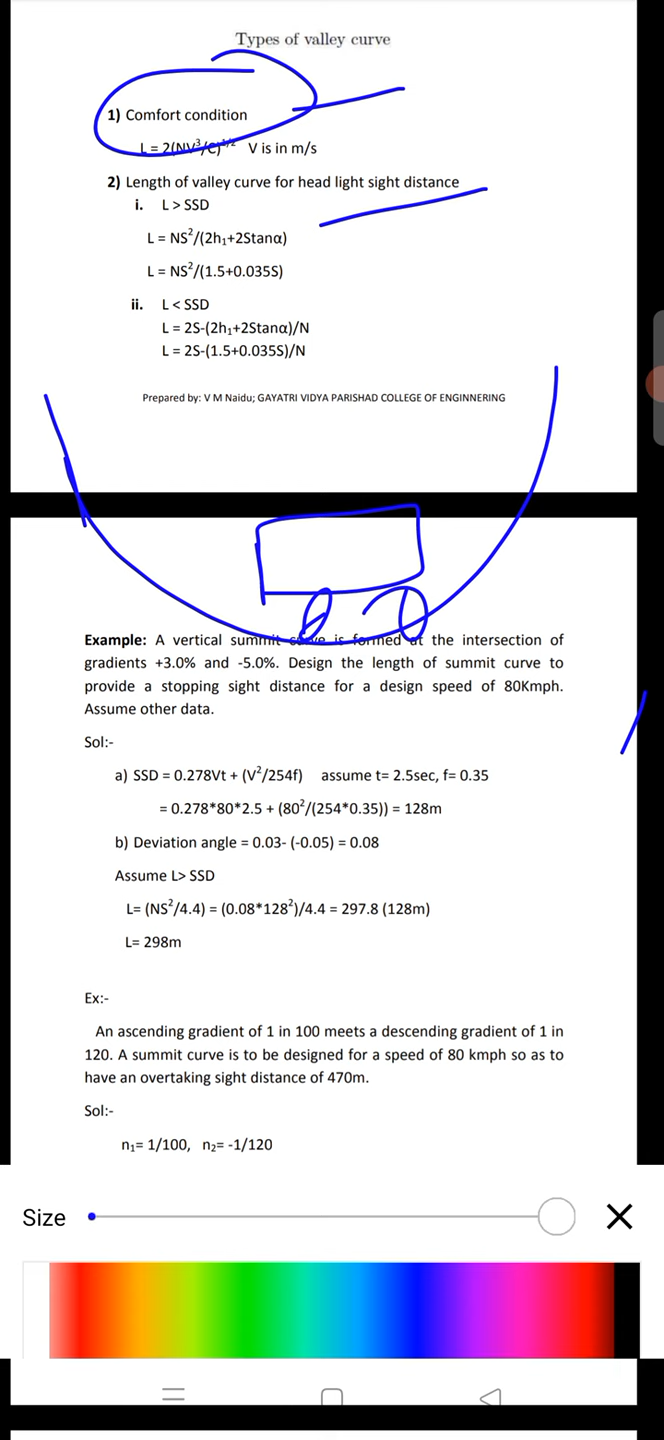 Types of valley curve
1) Comfort condition
L = 2(NV³/C)^1/2 V is in m/s
2) Length of valley curve for head light sight distance
i. L > SSD
L = NS²/(2h₁+2Stanα)
L = NS²/(1.5+0.035S)
ii. L < SSD
L = 2S-(2h₁+2Stanα)/N
L = 2S-(1.5+0.035S)/N
Prepared by: V M Naidu; GAYATRI VIDYA PARISHAD COLLEGE OF ENGINNERING
Example: A vertical summit curve is formed at the intersection of
gradients +3.0% and -5.0%. Design the length of summit curve to
provide a stopping sight distance for a design speed of 80Kmph.
Assume other data.
Sol:-
a) SSD = 0.278Vt + (V²/254f) assume t= 2.5sec, f= 0.35
= 0.278*80*2.5 + (80²/(254*0.35)) = 128m
b) Deviation angle = 0.03- (-0.05) = 0.08
Assume L> SSD
L= (NS²/4.4) = (0.08*128²)/4.4 = 297.8 (128m)
L= 298m
Ex:-
An ascending gradient of 1 in 100 meets a descending gradient of 1 in
120. A summit curve is to be designed for a speed of 80 kmph so as to
have an overtaking sight distance of 470m.
Sol:-
n₁= 1/100, n₂= -1/120
Size